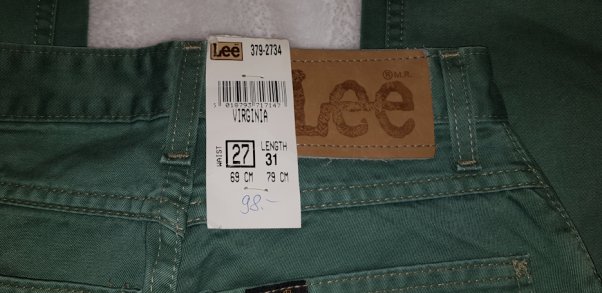 Lee 379-2734
5 018793 717147
VIRGINIA
WAIST 27 LENGTH 31
69 CM 79 CM
98.-
Lee ® M.R.